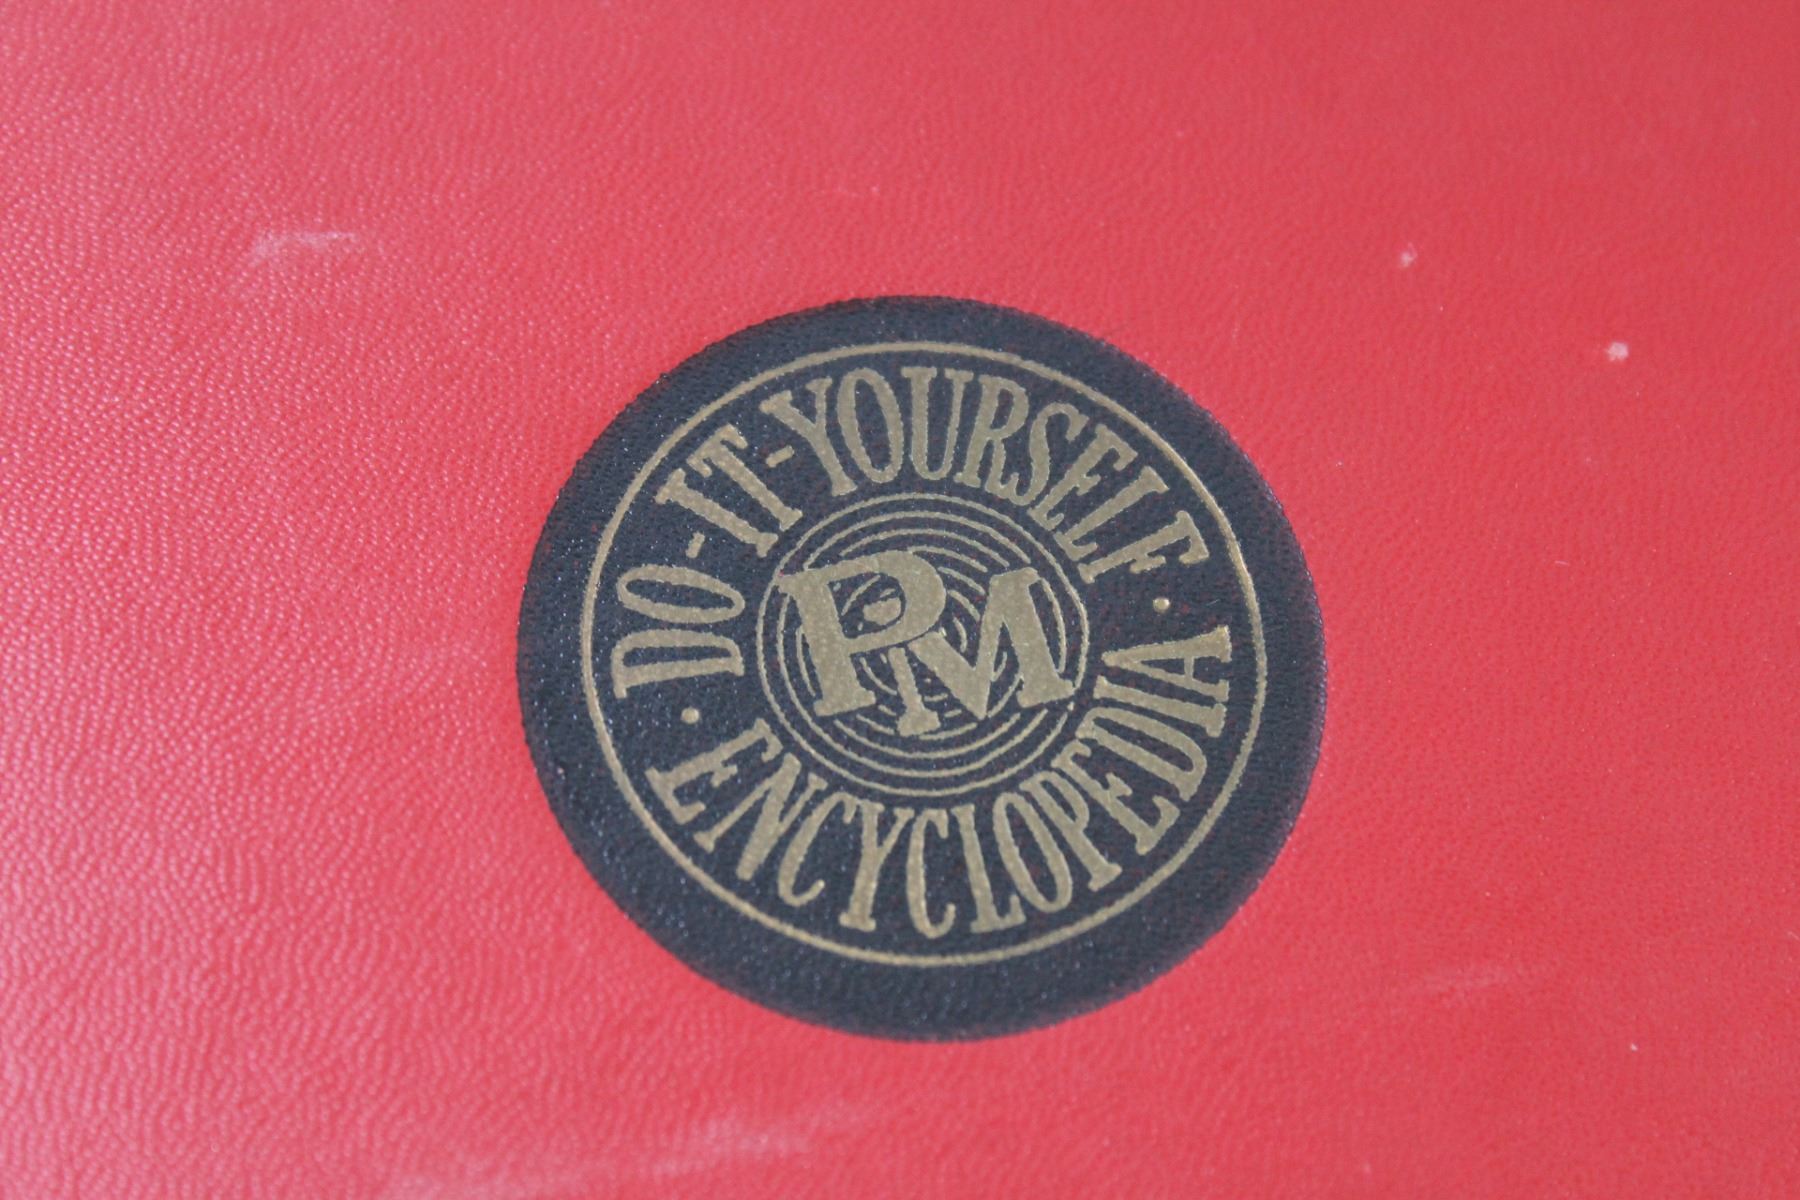 DO-IT-YOURSELF
PM
· ENCYCLOPEDIA ·